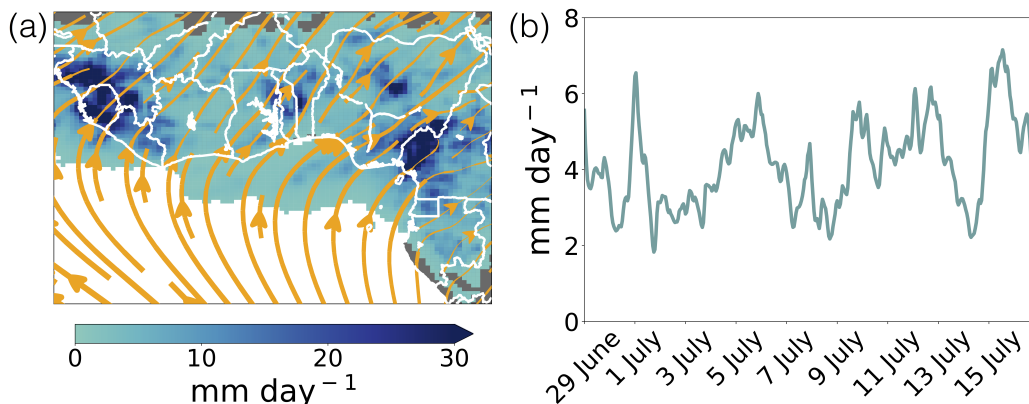 (a)
0 10 20 30
mm day⁻¹
(b)
mm day⁻¹
8
6
4
2
0
29 June
1 July
3 July
5 July
7 July
9 July
11 July
13 July
15 July